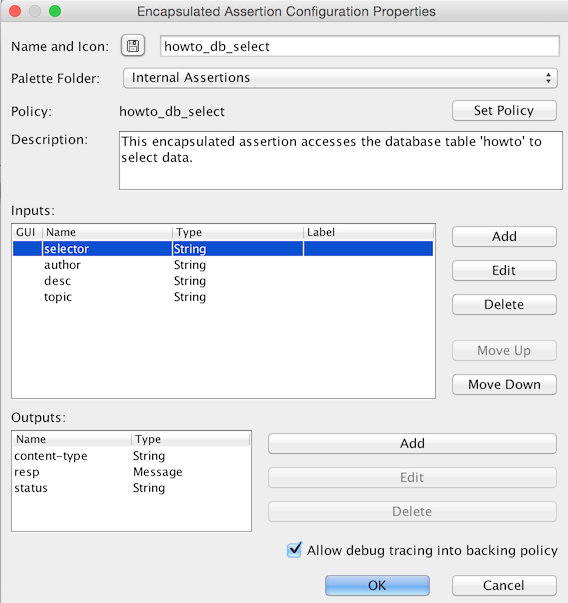 Encapsulated Assertion Configuration Properties
Name and Icon: howto_db_select
Palette Folder: Internal Assertions
Policy: howto_db_select Set Policy
Description: This encapsulated assertion accesses the database table 'howto' to
select data.
Inputs:
GUI Name Type Label
selector String
author String
desc String
topic String
Add
Edit
Delete
Move Up
Move Down
Outputs:
Name Type
content-type String
resp Message
status String
Add
Edit
Delete
Allow debug tracing into backing policy
OK Cancel